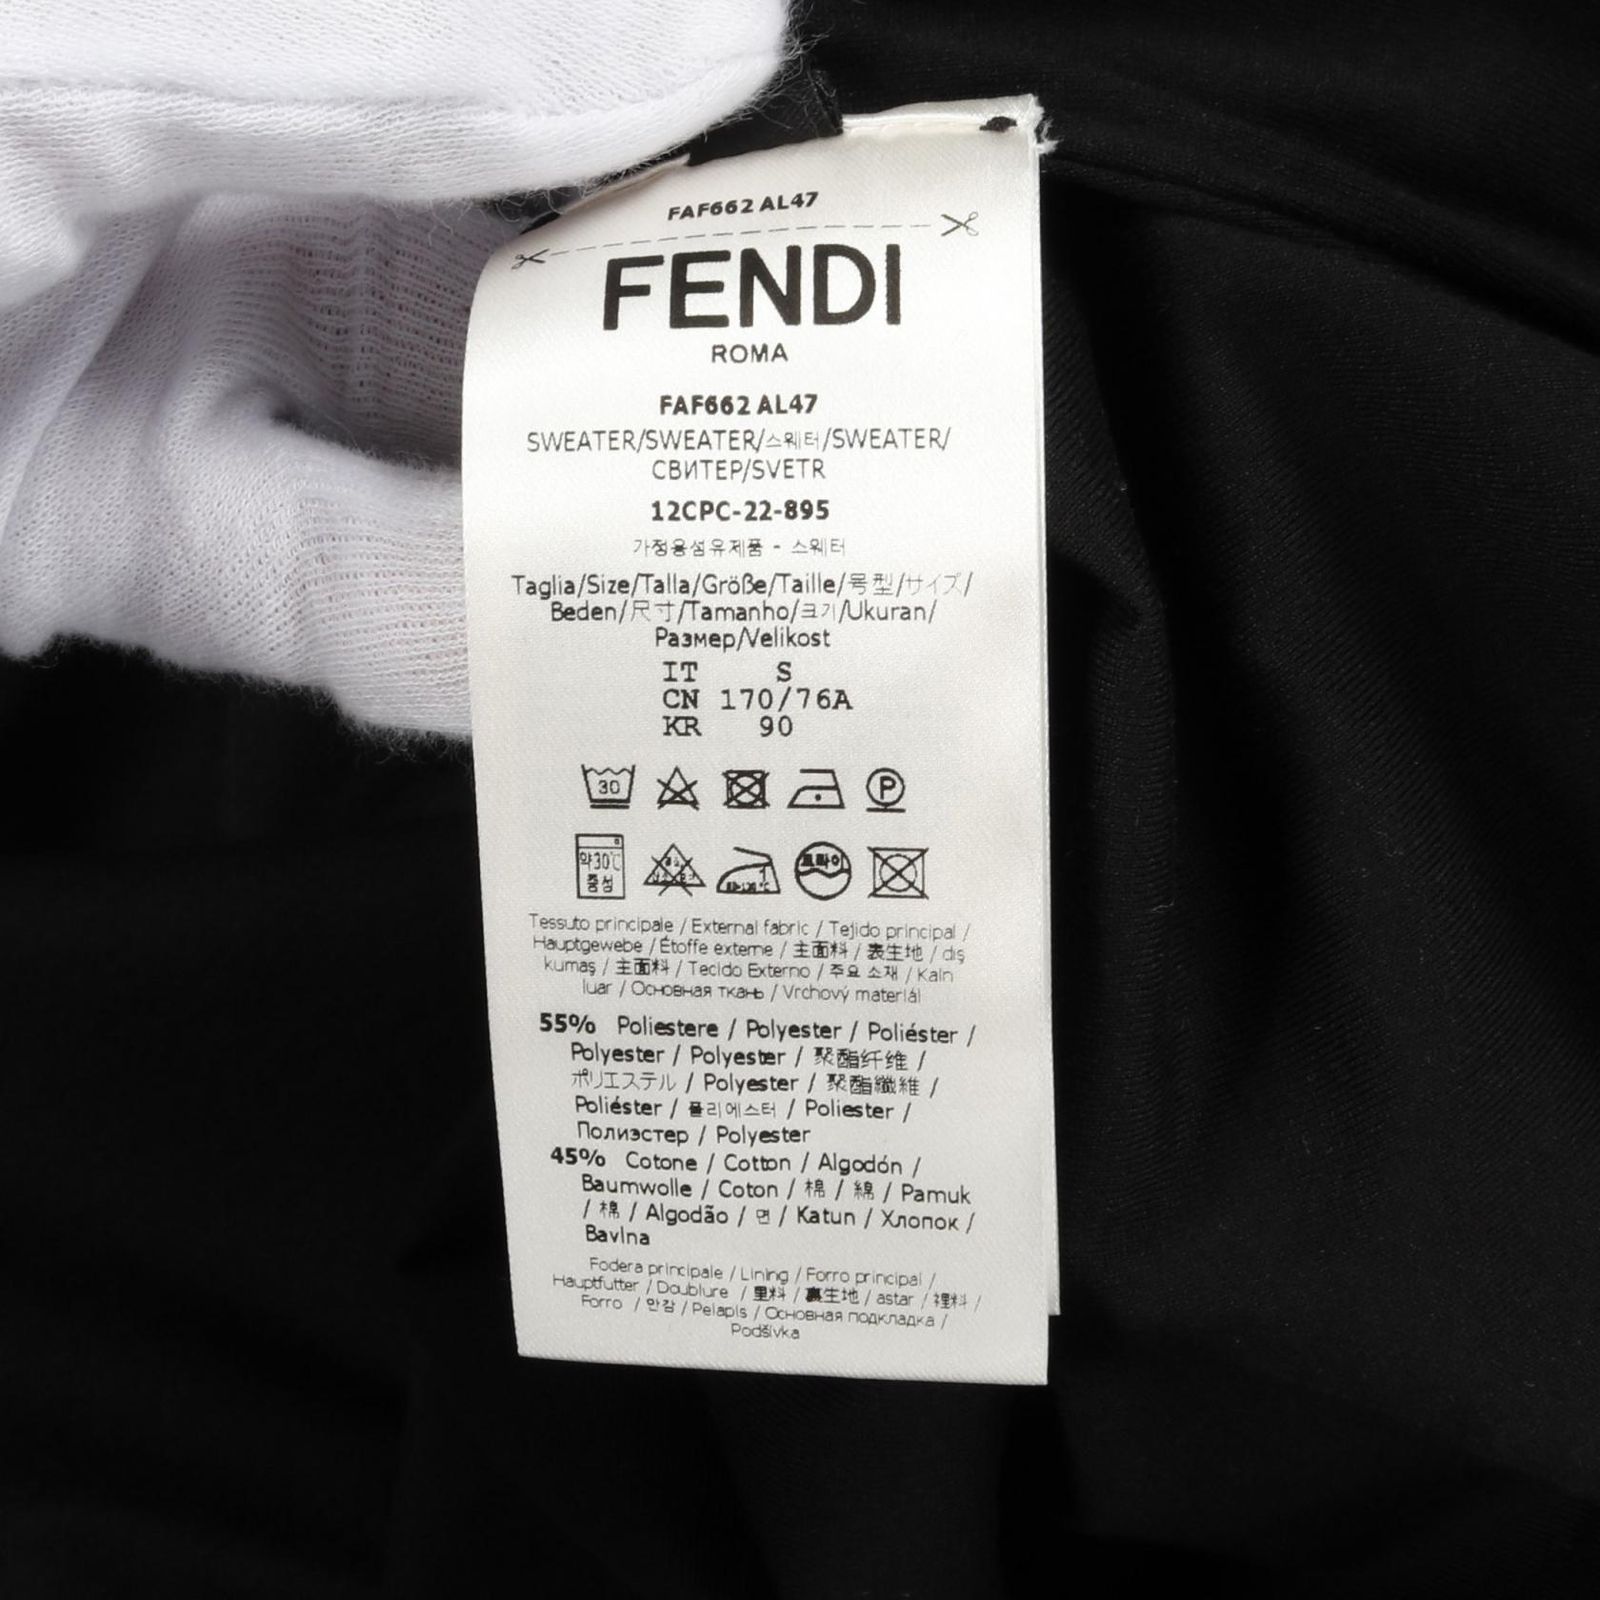 FAF662 AL47
FENDI
ROMA
FAF662 AL47
SWEATER/SWEATER/스웨터/SWEATER/
СВИТЕР/SVETR
12CPC-22-895
가정용섬유제품 - 스웨터
Taglia/Size/Talla/Größe/Taille/号型/サイズ/
Beden/尺寸/Tamanho/크기/Ukuran/
Размер/Velikost
IT S
CN 170/76A
KR 90
30 P
약30℃
중성
드라이
Tessuto principale / External fabric / Tejido principal /
Hauptgewebe / Étoffe externe / 主面料 / 表生地 / dış
kumaş / 主面料 / Tecido Externo / 주요 소재 / Kain
luar / Основная ткань / Vrchový materiál
55% Poliestere / Polyester / Poliéster /
Polyester / Polyester / 聚酯纤维 /
ポリエステル / Polyester / 聚酯纖維 /
Poliéster / 폴리에스터 / Poliester /
Полиэстер / Polyester
45% Cotone / Cotton / Algodón /
Baumwolle / Coton / 棉 / 綿 / Pamuk
/ 棉 / Algodão / 면 / Katun / Хлопок /
Bavlna
Fodera principale / Lining / Forro principal /
Hauptfutter / Doublure / 里料 / 裏生地 / astar / 裡料 /
Forro / 안감 / Pelapis / Основная подкладка /
Podšívka